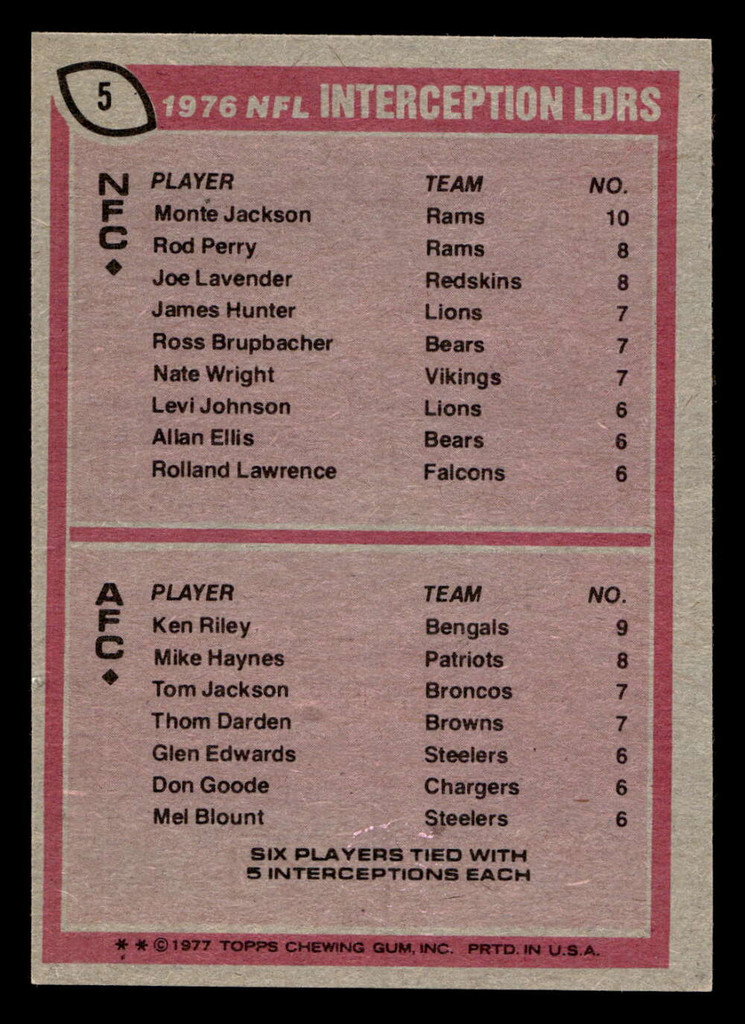 5
1976 NFL INTERCEPTION LDRS
NFC
PLAYER TEAM NO.
Monte Jackson Rams 10
Rod Perry Rams 8
Joe Lavender Redskins 8
James Hunter Lions 7
Ross Brupbacher Bears 7
Nate Wright Vikings 7
Levi Johnson Lions 6
Allan Ellis Bears 6
Rolland Lawrence Falcons 6
AFC
PLAYER TEAM NO.
Ken Riley Bengals 9
Mike Haynes Patriots 8
Tom Jackson Broncos 7
Thom Darden Browns 7
Glen Edwards Steelers 6
Don Goode Chargers 6
Mel Blount Steelers 6
SIX PLAYERS TIED WITH
5 INTERCEPTIONS EACH
**©1977 TOPPS CHEWING GUM, INC. PRTD. IN U.S.A.